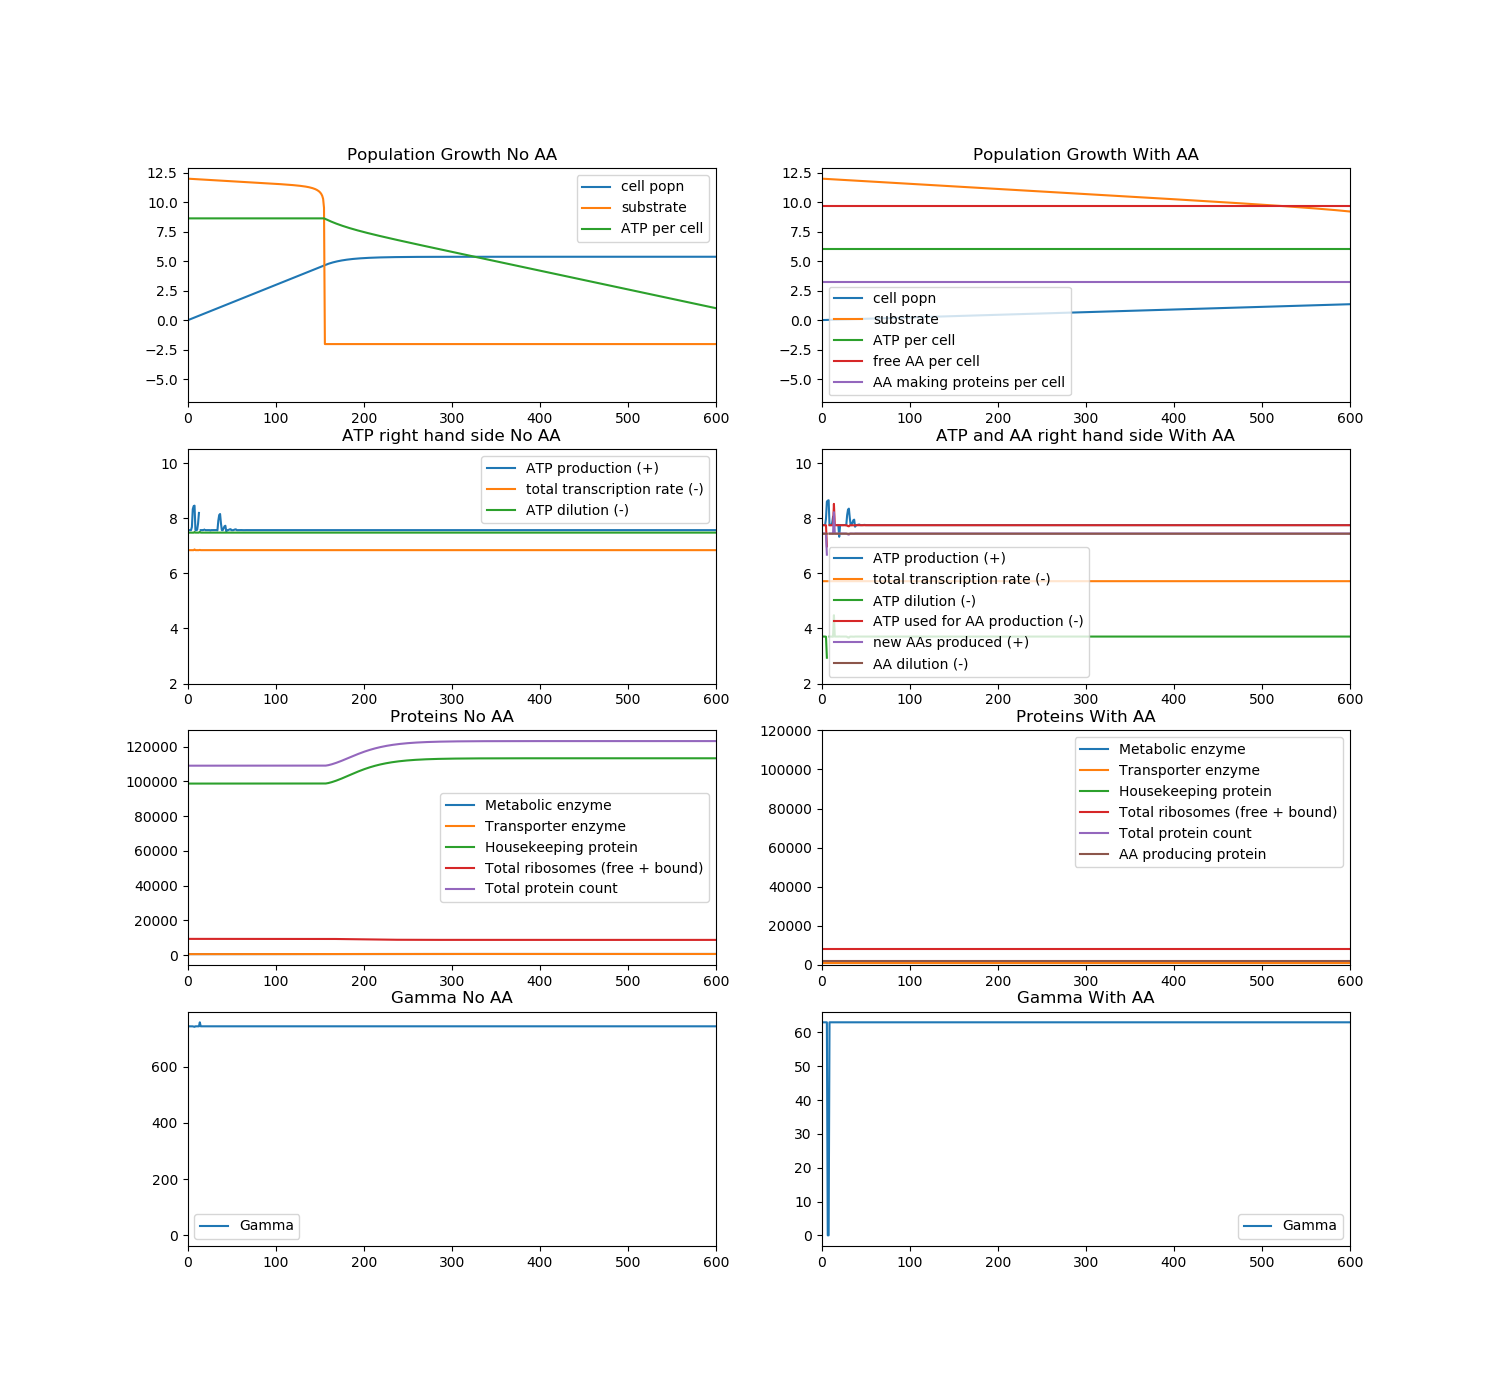 Population Growth No AA
12.5
10.0
7.5
5.0
2.5
0.0
−2.5
−5.0
cell popn
substrate
ATP per cell
0 100 200 300 400 500 600
Population Growth With AA
12.5
10.0
7.5
5.0
2.5
0.0
−2.5
−5.0
cell popn
substrate
ATP per cell
free AA per cell
AA making proteins per cell
0 100 200 300 400 500 600
ATP right hand side No AA
10
8
6
4
2
ATP production (+)
total transcription rate (-)
ATP dilution (-)
0 100 200 300 400 500 600
ATP and AA right hand side With AA
10
8
6
4
2
ATP production (+)
total transcription rate (-)
ATP dilution (-)
ATP used for AA production (-)
new AAs produced (+)
AA dilution (-)
0 100 200 300 400 500 600
Proteins No AA
120000
100000
80000
60000
40000
20000
0
Metabolic enzyme
Transporter enzyme
Housekeeping protein
Total ribosomes (free + bound)
Total protein count
0 100 200 300 400 500 600
Proteins With AA
120000
100000
80000
60000
40000
20000
0
Metabolic enzyme
Transporter enzyme
Housekeeping protein
Total ribosomes (free + bound)
Total protein count
AA producing protein
0 100 200 300 400 500 600
Gamma No AA
600
400
200
0
Gamma
0 100 200 300 400 500 600
Gamma With AA
60
50
40
30
20
10
0
Gamma
0 100 200 300 400 500 600